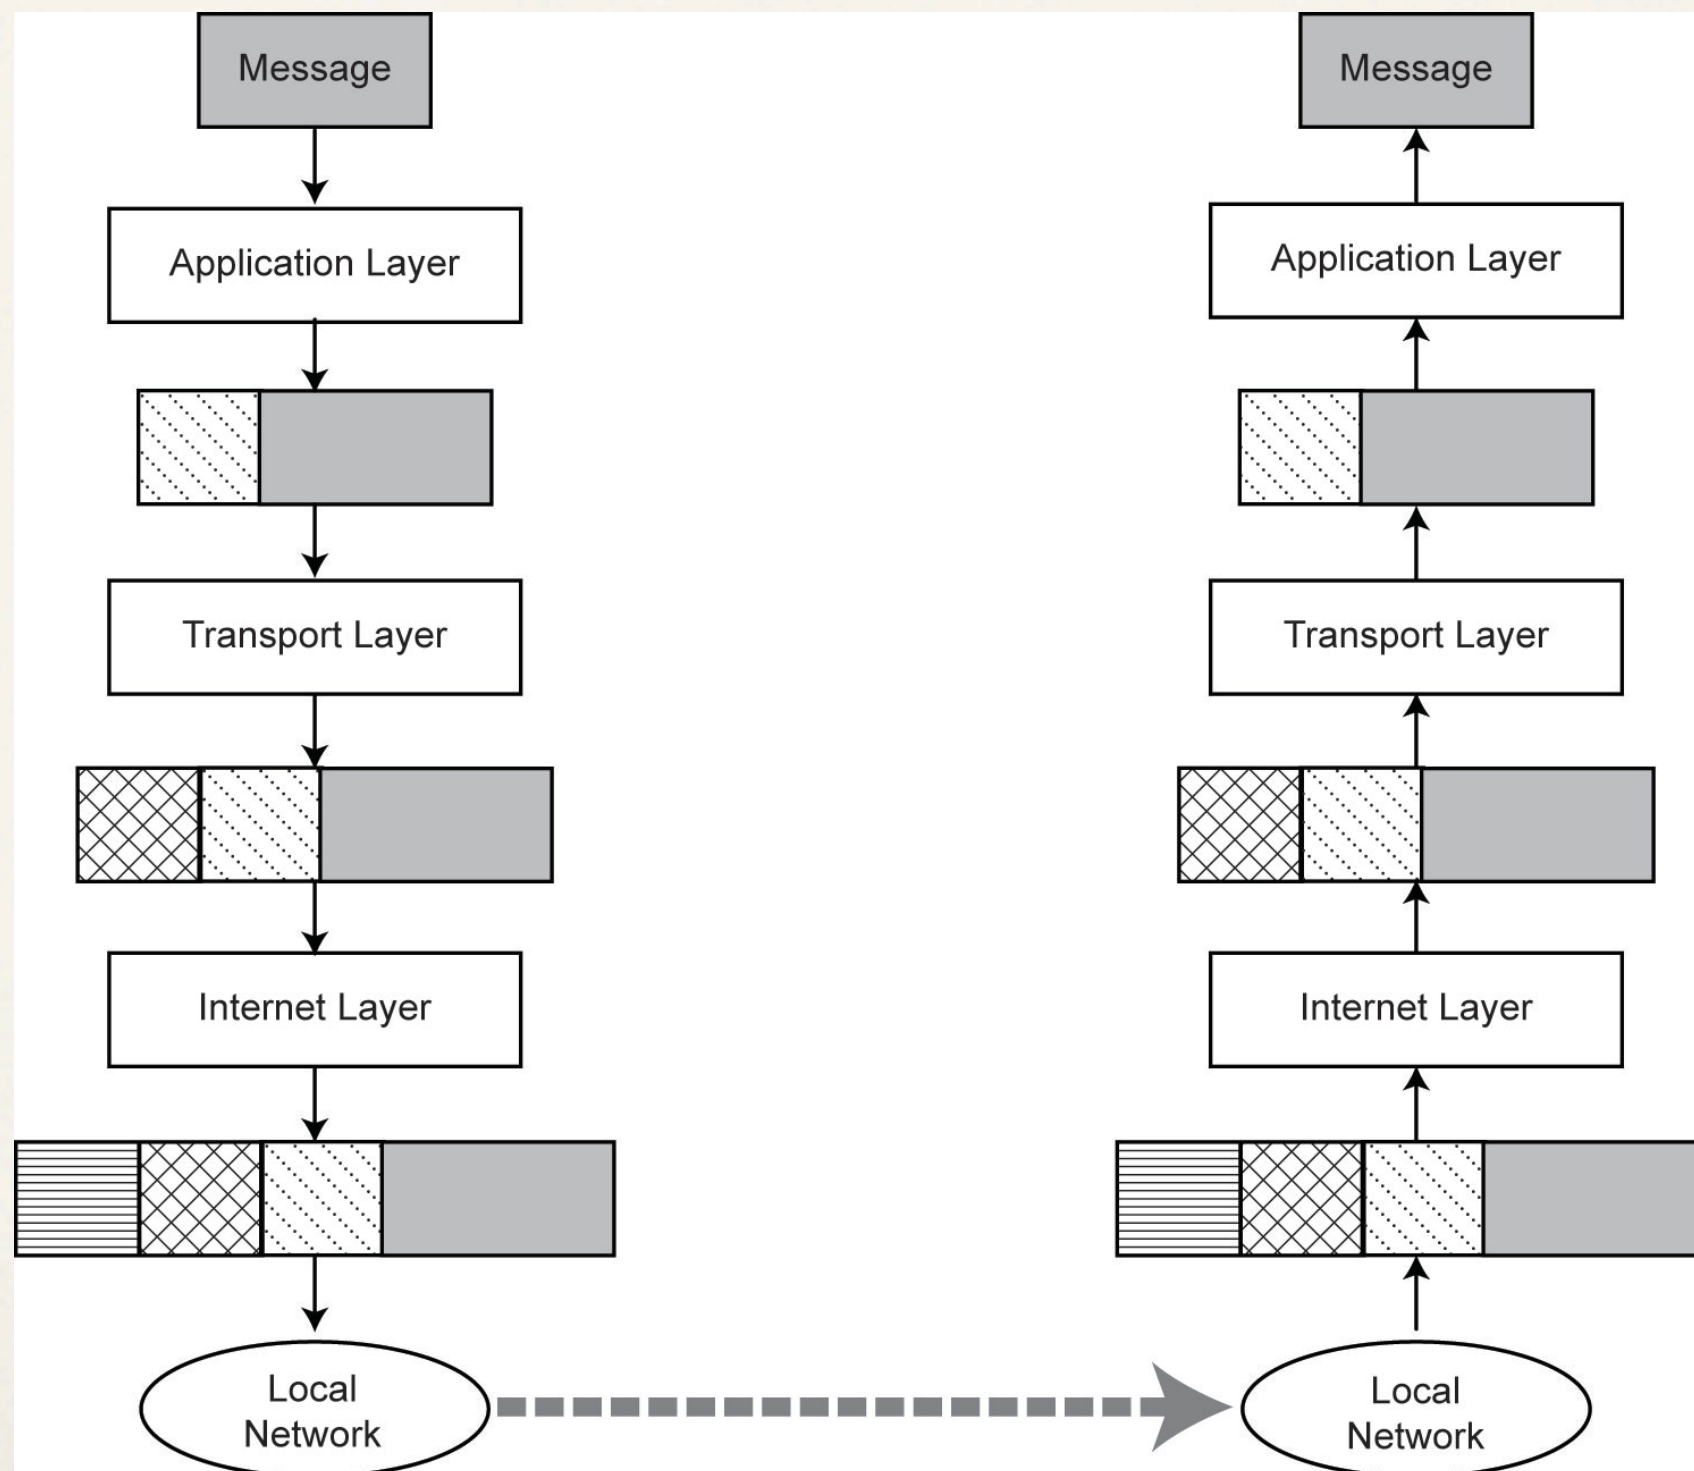 Message
Application Layer
Transport Layer
Internet Layer
Local
Network
Message
Application Layer
Transport Layer
Internet Layer
Local
Network